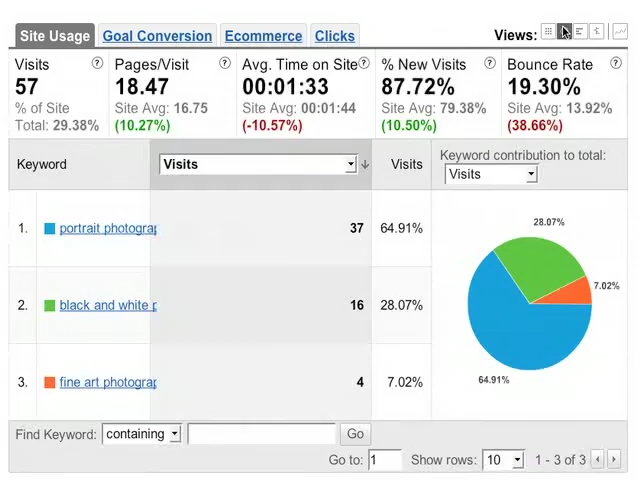 Site Usage Goal Conversion Ecommerce Clicks Views:
Visits ? Pages/Visit ? Avg. Time on Site ? % New Visits ? Bounce Rate ?
57 18.47 00:01:33 87.72% 19.30%
% of Site Site Avg: 16.75 Site Avg: 00:01:44 Site Avg: 79.38% Site Avg: 13.92%
Total: 29.38% (10.27%) (-10.57%) (10.50%) (38.66%)
Keyword Visits Visits Keyword contribution to total:
Visits
1. portrait photograp 37 64.91%
2. black and white p 16 28.07%
3. fine art photograp 4 7.02%
28.07%
7.02%
64.91%
Find Keyword: containing Go
Go to: 1 Show rows: 10 1 - 3 of 3